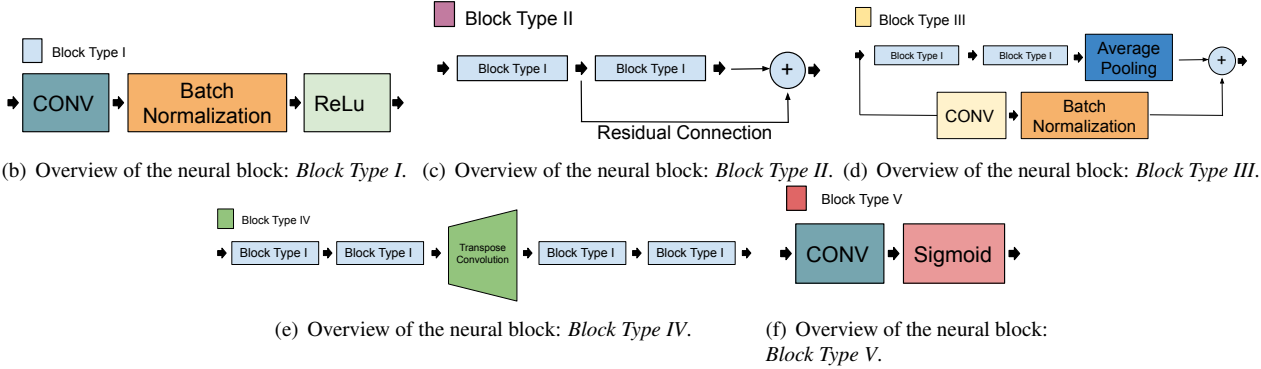 Block Type I
CONV
Batch
Normalization
ReLu
(b) Overview of the neural block: Block Type I.
Block Type II
Block Type I
Block Type I
+
Residual Connection
(c) Overview of the neural block: Block Type II.
Block Type III
Block Type I
Block Type I
Average
Pooling
+
CONV
Batch
Normalization
(d) Overview of the neural block: Block Type III.
Block Type IV
Block Type I
Block Type I
Transpose
Convolution
Block Type I
Block Type I
(e) Overview of the neural block: Block Type IV.
Block Type V
CONV
Sigmoid
(f) Overview of the neural block:
Block Type V.